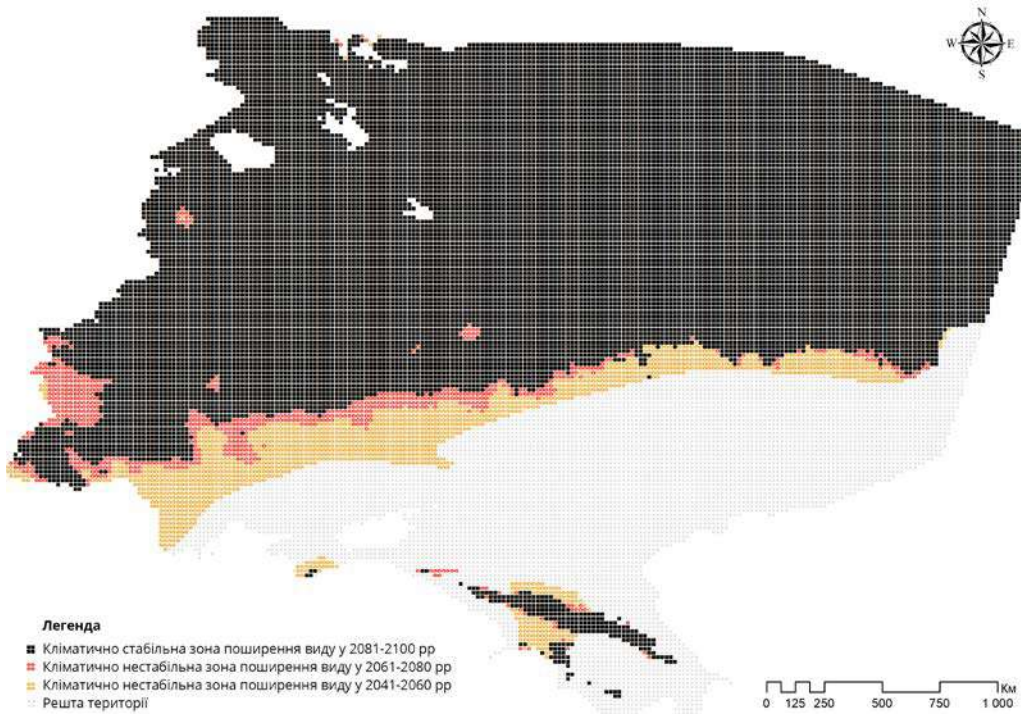 N
W E
S
Легенда
Кліматично стабільна зона поширення виду у 2081-2100 рр
Кліматично нестабільна зона поширення виду у 2061-2080 рр
Кліматично нестабільна зона поширення виду у 2041-2060 рр
Решта території
Км
0 125 250 500 750 1 000